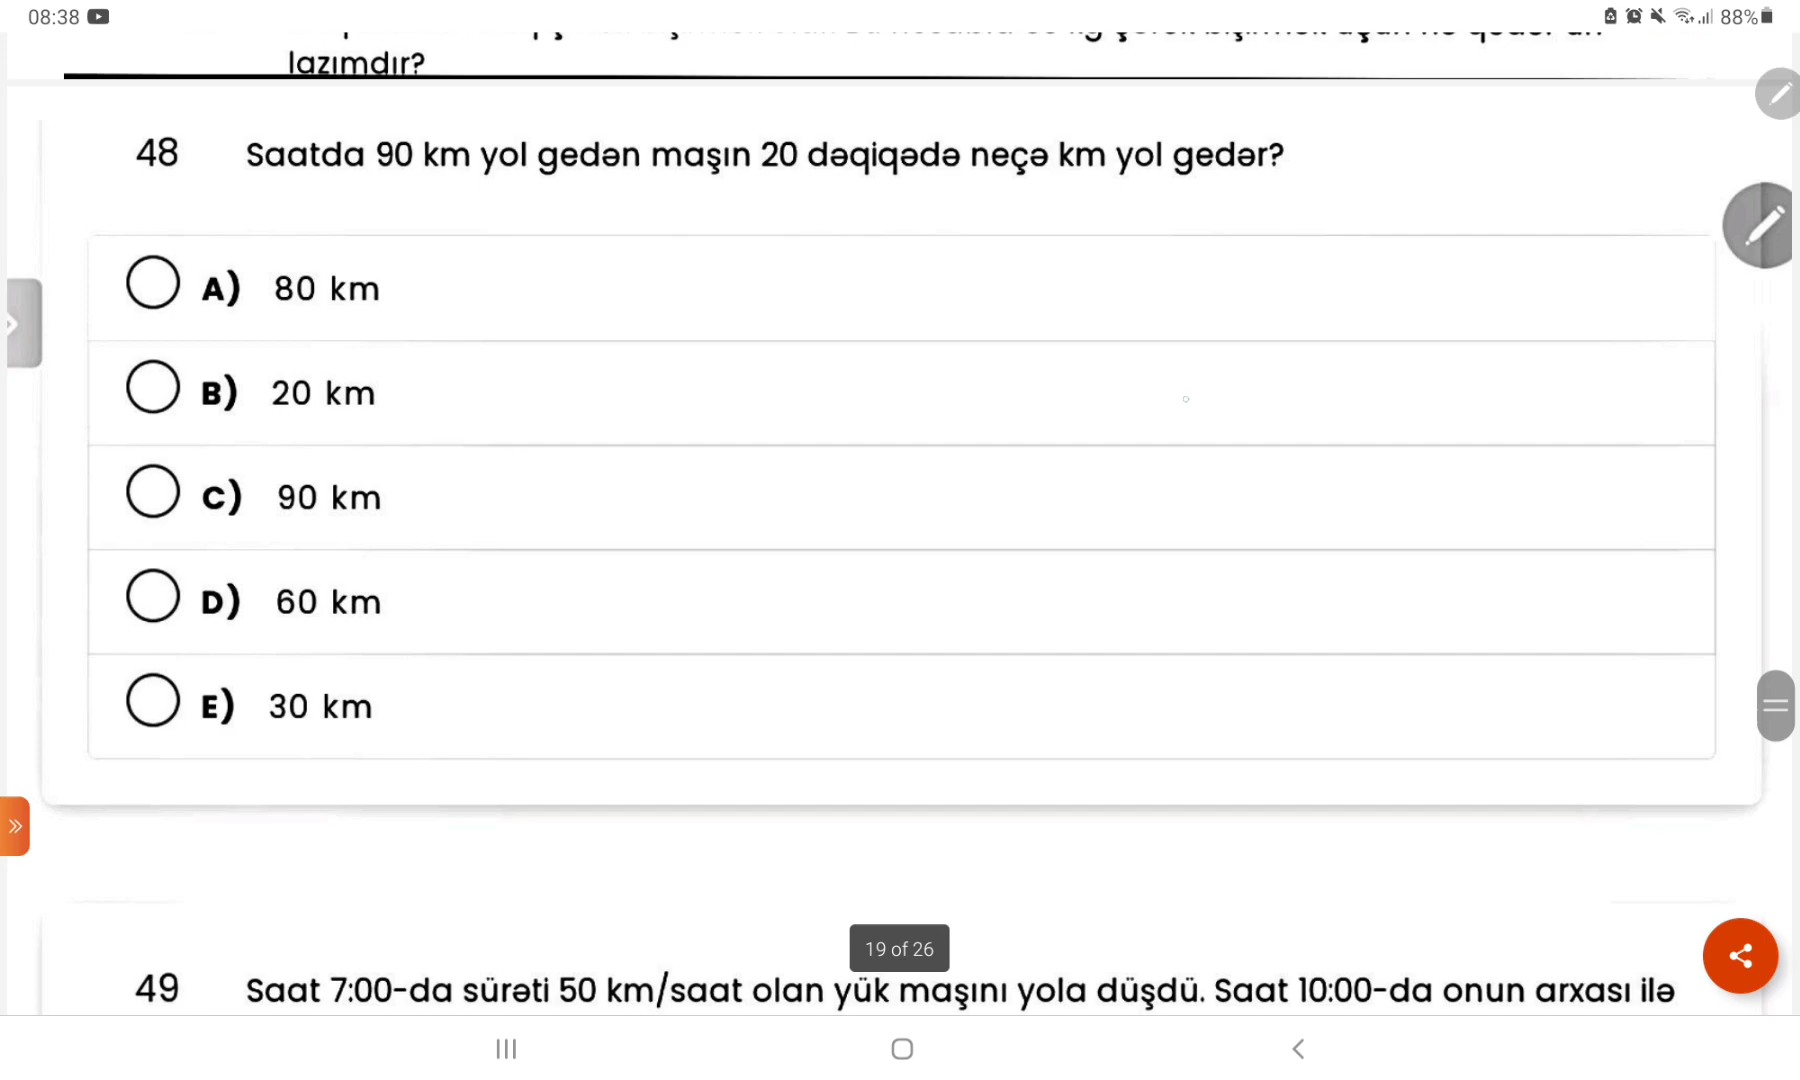 08:38
88%
lazımdır?
48 Saatda 90 km yol gedən maşın 20 dəqiqədə neçə km yol gedər?
A) 80 km
B) 20 km
C) 90 km
D) 60 km
E) 30 km
19 of 26
49 Saat 7:00-da sürəti 50 km/saat olan yük maşını yola düşdü. Saat 10:00-da onun arxası ilə